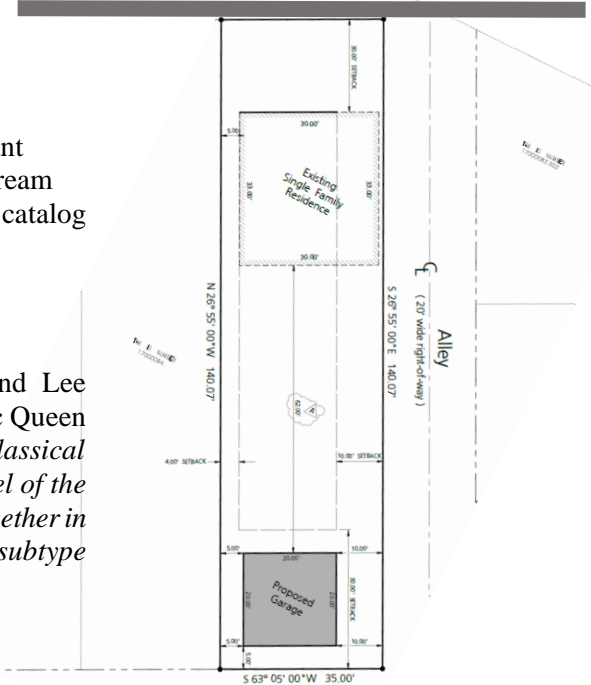 nt
ream
catalog
nd Lee
c Queen
lassical
el of the
ether in
subtype
30.00' SETBACK
5.00'
30.00'
33.00'
Existing
Single Family
Residence
33.00'
30.00'
N 26° 55' 00"W 140.07'
S 26° 55' 00"E 140.07'
CL
( 20' wide right-of-way )
Alley
17000084
62.00'
4.00' SETBACK
10.00' SETBACK
5.00'
20.00'
10.00'
20.00'
Proposed
Garage
20.00'
30.00' SETBACK
5.00'
5.00'
10.00'
S 63° 05' 00"W 35.00'